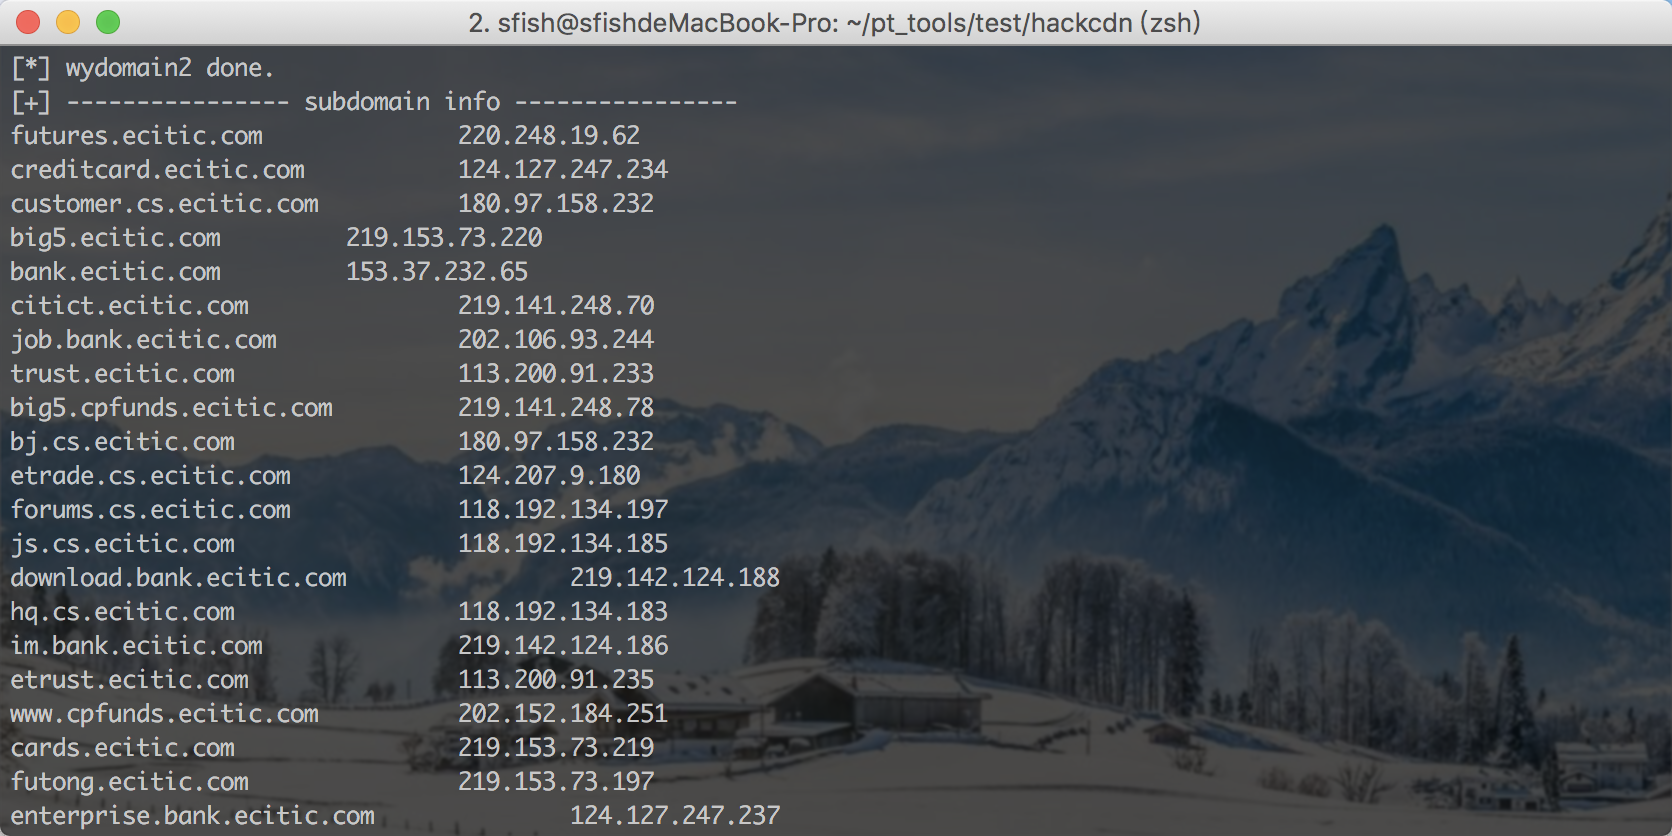 2. sfish@sfishdeMacBook-Pro: ~/pt_tools/test/hackcdn (zsh)
[*] wydomain2 done.
[+] ---------------- subdomain info ----------------
futures.ecitic.com 220.248.19.62
creditcard.ecitic.com 124.127.247.234
customer.cs.ecitic.com 180.97.158.232
big5.ecitic.com 219.153.73.220
bank.ecitic.com 153.37.232.65
citict.ecitic.com 219.141.248.70
job.bank.ecitic.com 202.106.93.244
trust.ecitic.com 113.200.91.233
big5.cpfunds.ecitic.com 219.141.248.78
bj.cs.ecitic.com 180.97.158.232
etrade.cs.ecitic.com 124.207.9.180
forums.cs.ecitic.com 118.192.134.197
js.cs.ecitic.com 118.192.134.185
download.bank.ecitic.com 219.142.124.188
hq.cs.ecitic.com 118.192.134.183
im.bank.ecitic.com 219.142.124.186
etrust.ecitic.com 113.200.91.235
www.cpfunds.ecitic.com 202.152.184.251
cards.ecitic.com 219.153.73.219
futong.ecitic.com 219.153.73.197
enterprise.bank.ecitic.com 124.127.247.237